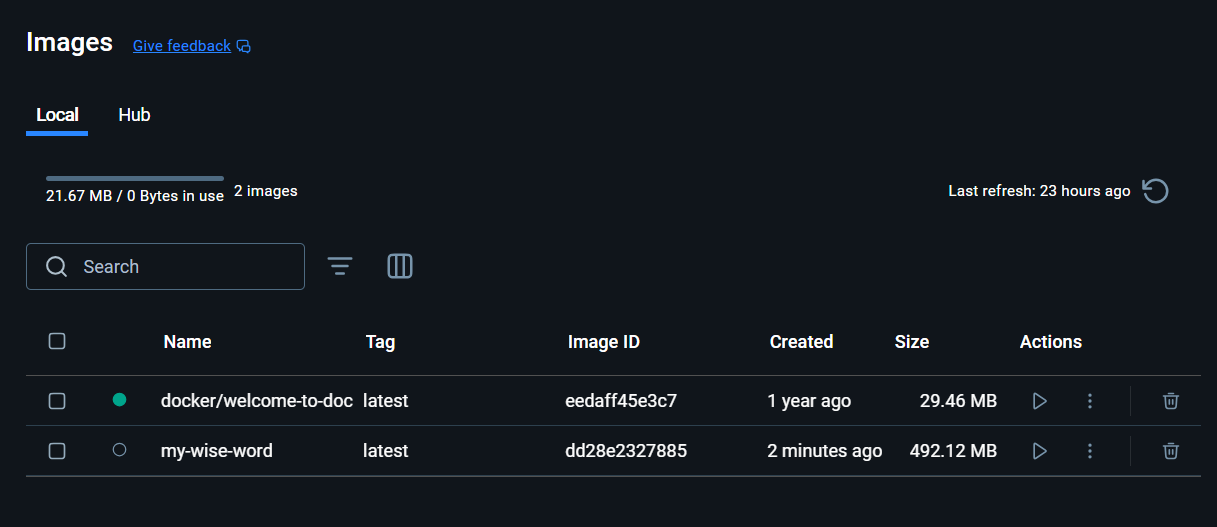 Images Give feedback
Local Hub
21.67 MB / 0 Bytes in use 2 images Last refresh: 23 hours ago
Search
Name Tag Image ID Created Size Actions
docker/welcome-to-doc latest eedaff45e3c7 1 year ago 29.46 MB
my-wise-word latest dd28e2327885 2 minutes ago 492.12 MB